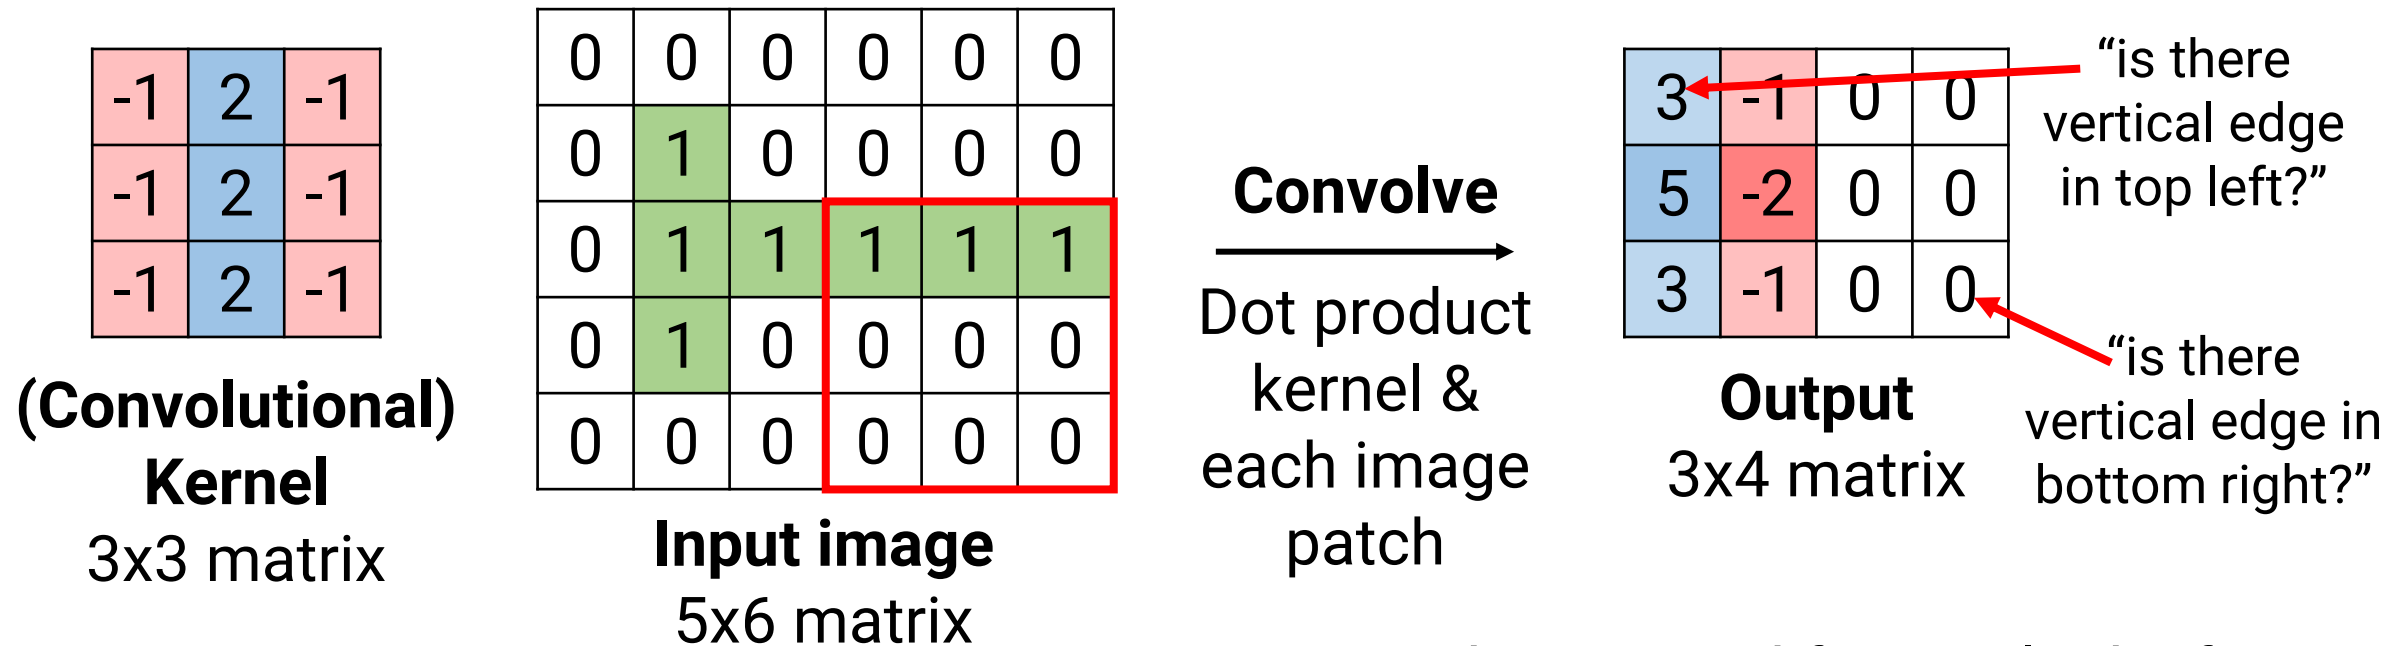 -1 2 -1
-1 2 -1
-1 2 -1
(Convolutional)
Kernel
3x3 matrix
0 0 0 0 0 0
0 1 0 0 0 0
0 1 1 1 1 1
0 1 0 0 0 0
0 0 0 0 0 0
Input image
5x6 matrix
Convolve
Dot product
kernel &
each image
patch
3 -1 0 0
5 -2 0 0
3 -1 0 0
Output
3x4 matrix
“is there
vertical edge
in top left?”
“is there
vertical edge in
bottom right?”